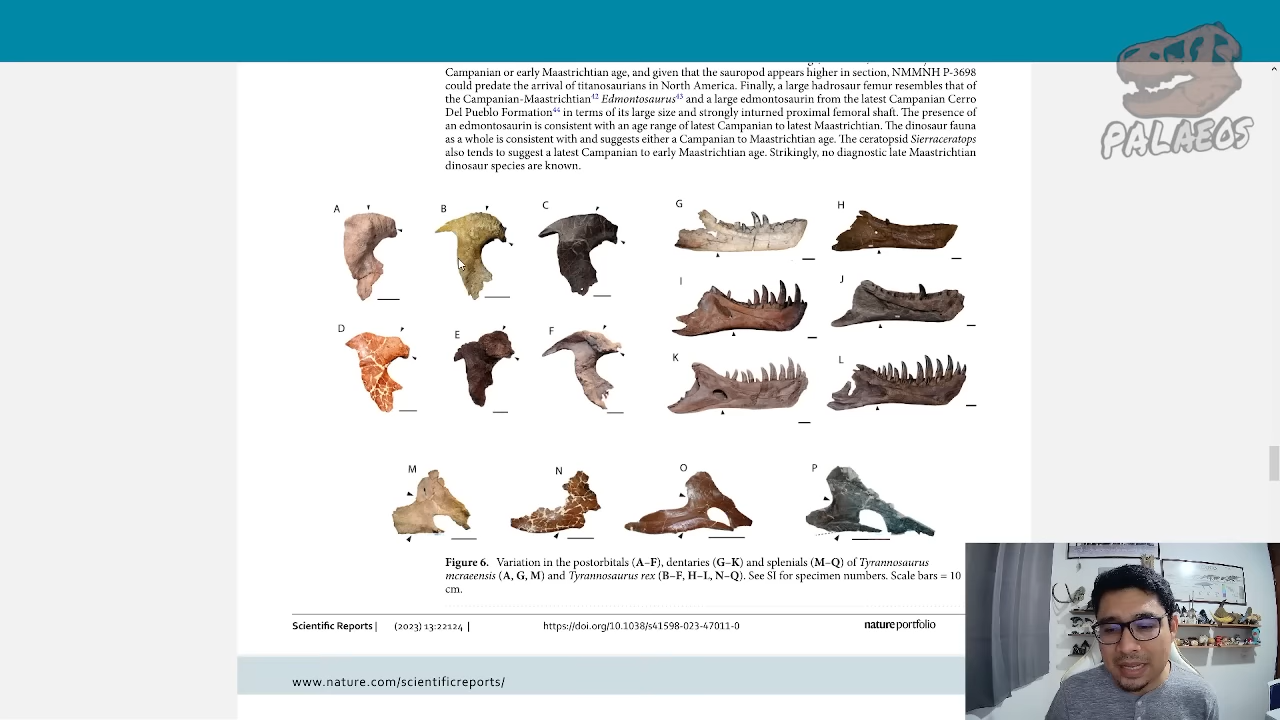 PALAEOS
Campanian or early Maastrichtian age, and given that the sauropod appears higher in section, NMMNH P-3698
could predate the arrival of titanosaurians in North America. Finally, a large hadrosaur femur resembles that of
the Campanian-Maastrichtian42 Edmontosaurus43 and a large edmontosaurin from the latest Campanian Cerro
Del Pueblo Formation44 in terms of its large size and strongly inturned proximal femoral shaft. The presence of
an edmontosaurin is consistent with an age range of latest Campanian to latest Maastrichtian. The dinosaur fauna
as a whole is consistent with and suggests either a Campanian to Maastrichtian age. The ceratopsid Sierraceratops
also tends to suggest a latest Campanian to early Maastrichtian age. Strikingly, no diagnostic late Maastrichtian
dinosaur species are known.
A B C G H
I J
D E F K L
M N O P
Figure 6. Variation in the postorbitals (A–F), dentaries (G–K) and splenials (M–Q) of Tyrannosaurus
mcraeensis (A, G, M) and Tyrannosaurus rex (B–F, H–L, N–Q). See SI for specimen numbers. Scale bars = 10
cm.
Scientific Reports | (2023) 13:22124 | https://doi.org/10.1038/s41598-023-47011-0 natureportfolio
www.nature.com/scientificreports/